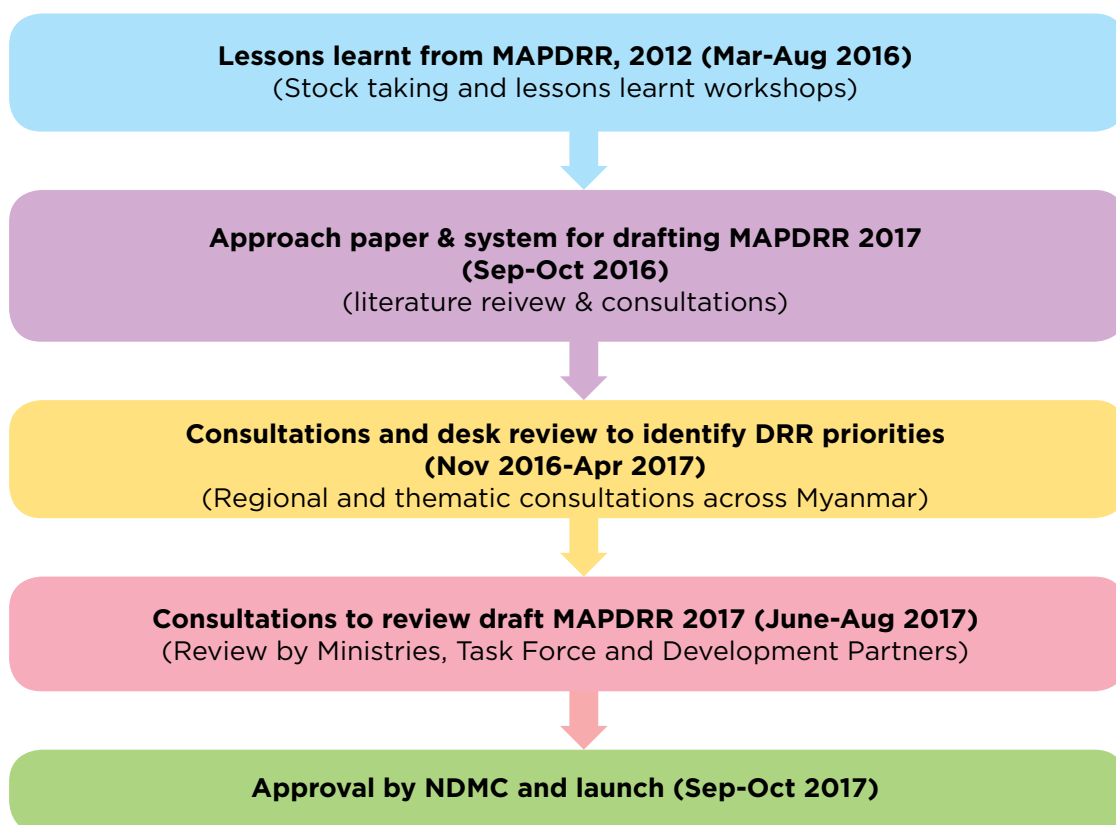 Lessons learnt from MAPDRR, 2012 (Mar-Aug 2016)
(Stock taking and lessons learnt workshops)
Approach paper & system for drafting MAPDRR 2017
(Sep-Oct 2016)
(literature reivew & consultations)
Consultations and desk review to identify DRR priorities
(Nov 2016-Apr 2017)
(Regional and thematic consultations across Myanmar)
Consultations to review draft MAPDRR 2017 (June-Aug 2017)
(Review by Ministries, Task Force and Development Partners)
Approval by NDMC and launch (Sep-Oct 2017)